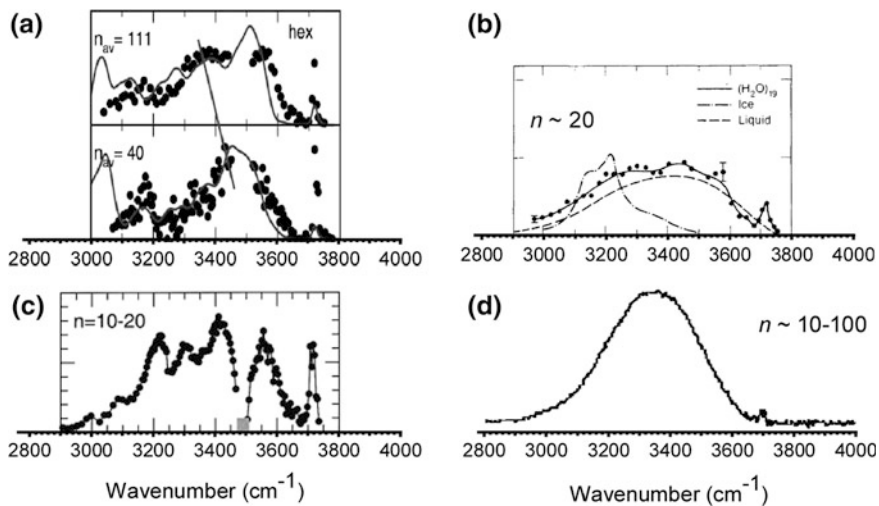 (a)
n_av = 111
hex
n_av = 40
2800 3000 3200 3400 3600 3800 4000
(b)
(H₂O)₁₉
Ice
Liquid
n ~ 20
2800 3000 3200 3400 3600 3800 4000
(c)
n=10-20
2800 3000 3200 3400 3600 3800 4000
Wavenumber (cm⁻¹)
(d)
n ~ 10-100
2800 3000 3200 3400 3600 3800 4000
Wavenumber (cm⁻¹)